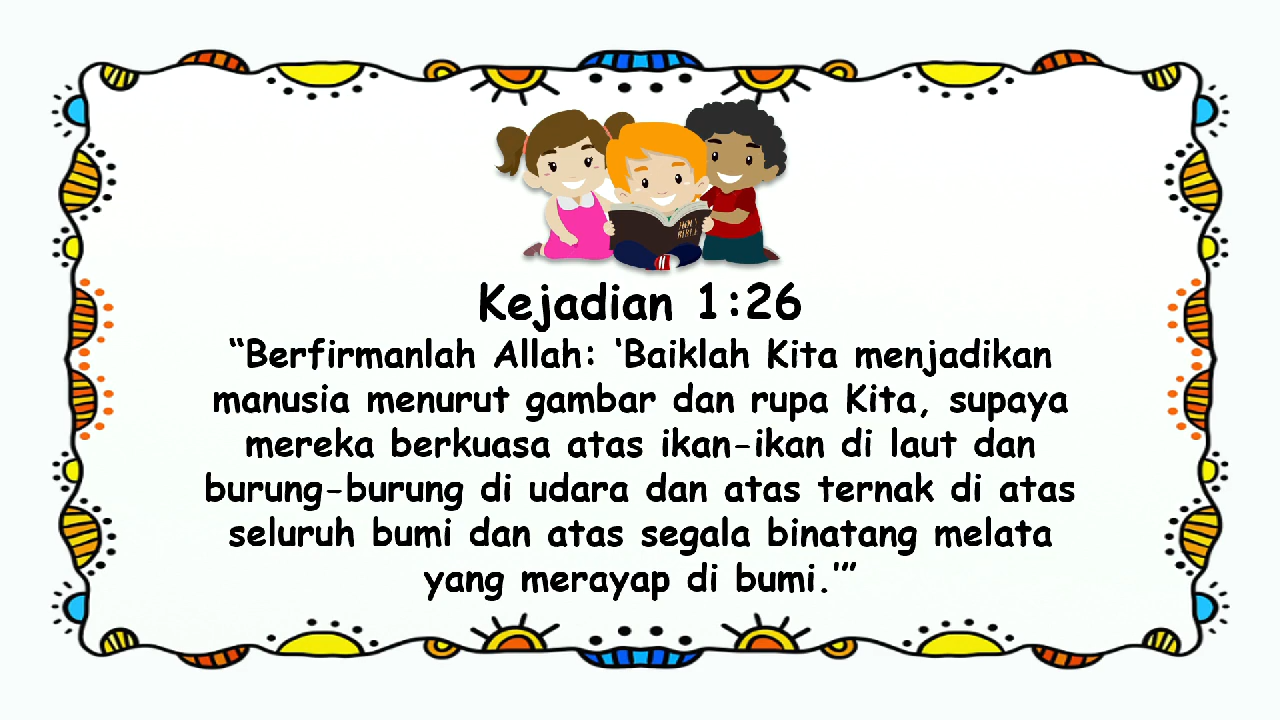 Kejadian 1:26
“Berfirmanlah Allah: ‘Baiklah Kita menjadikan
manusia menurut gambar dan rupa Kita, supaya
mereka berkuasa atas ikan-ikan di laut dan
burung-burung di udara dan atas ternak di atas
seluruh bumi dan atas segala binatang melata
yang merayap di bumi.'”